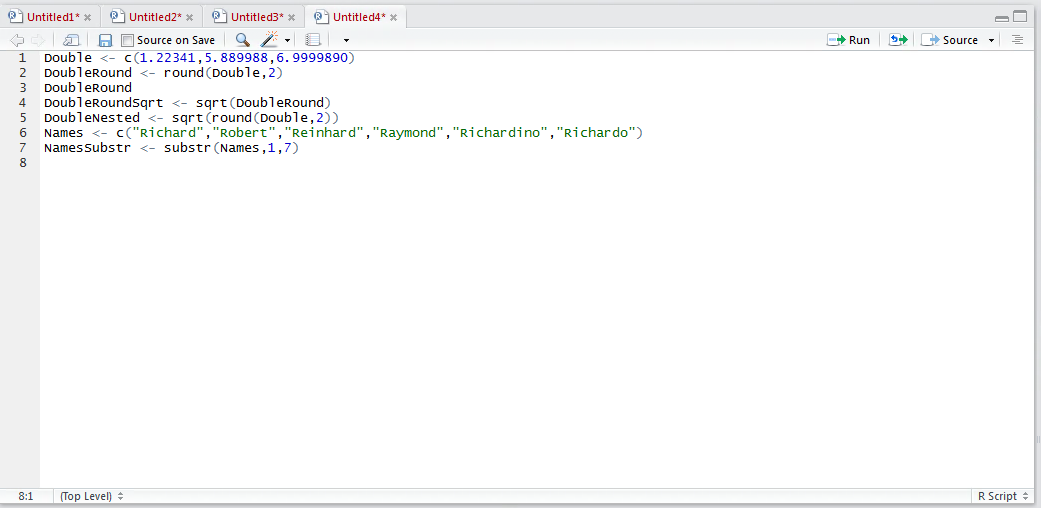 Untitled1* Untitled2* Untitled3* Untitled4*
Source on Save Run Source
1 Double <- c(1.22341,5.889988,6.9999890)
2 DoubleRound <- round(Double,2)
3 DoubleRound
4 DoubleRoundSqrt <- sqrt(DoubleRound)
5 DoubleNested <- sqrt(round(Double,2))
6 Names <- c("Richard","Robert","Reinhard","Raymond","Richardino","Richardo")
7 NamesSubstr <- substr(Names,1,7)
8
8:1 (Top Level) R Script